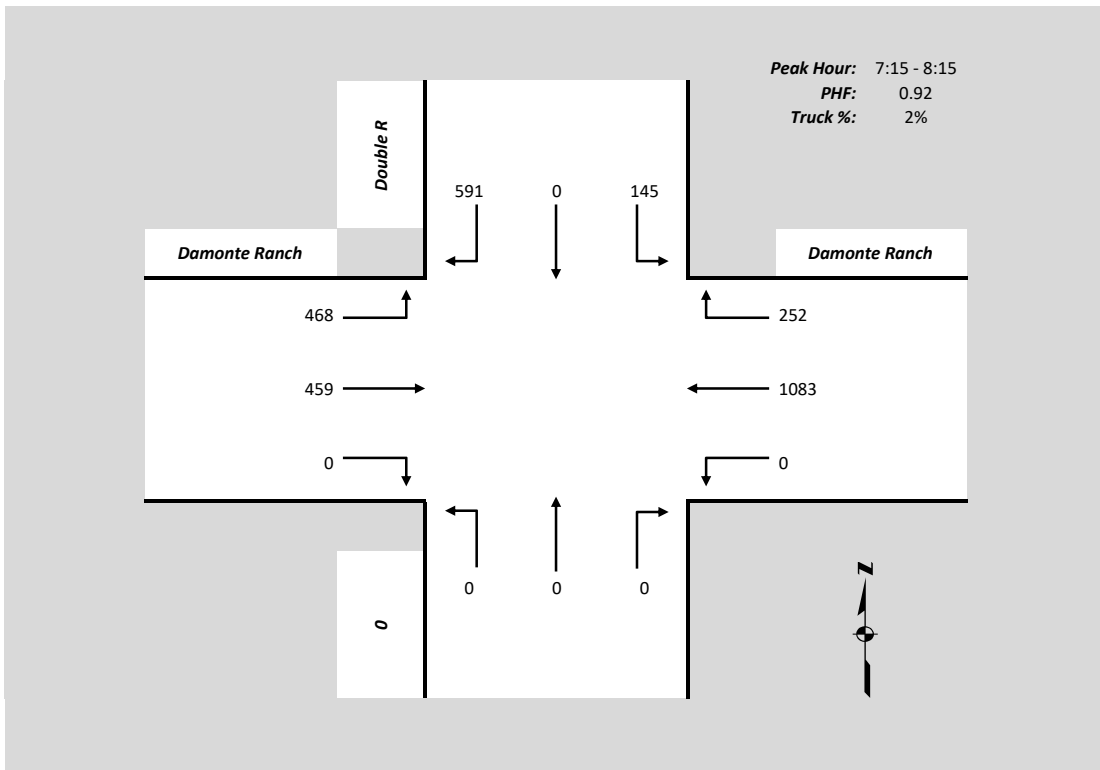 Peak Hour: 7:15 - 8:15
PHF: 0.92
Truck %: 2%
Double R
591 0 145
Damonte Ranch
Damonte Ranch
468
252
459
1083
0
0
0 0 0
0
N